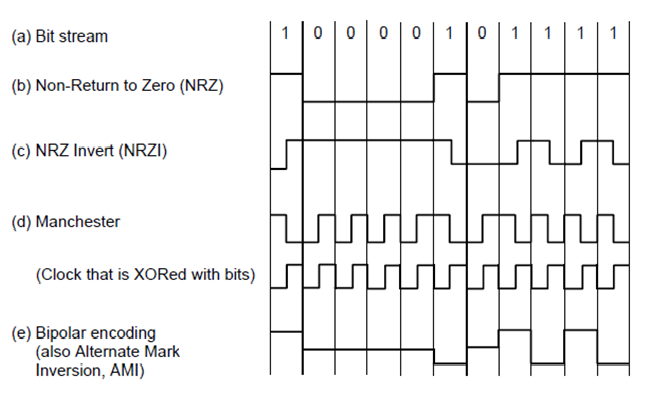 (a) Bit stream 1 0 0 0 0 1 0 1 1 1 1
(b) Non-Return to Zero (NRZ)
(c) NRZ Invert (NRZI)
(d) Manchester
(Clock that is XORed with bits)
(e) Bipolar encoding
(also Alternate Mark
Inversion, AMI)